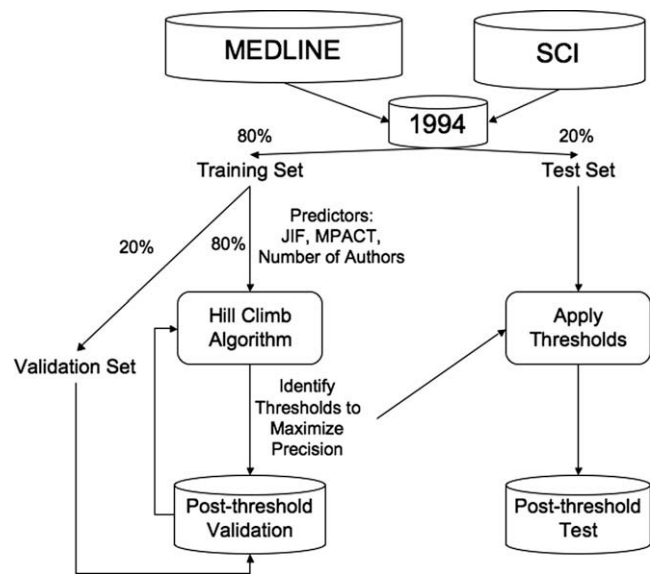 MEDLINE
SCI
1994
80%
20%
Training Set
Test Set
Predictors:
JIF, MPACT,
Number of Authors
20%
80%
Hill Climb
Algorithm
Apply
Thresholds
Validation Set
Identify
Thresholds to
Maximize
Precision
Post-threshold
Validation
Post-threshold
Test